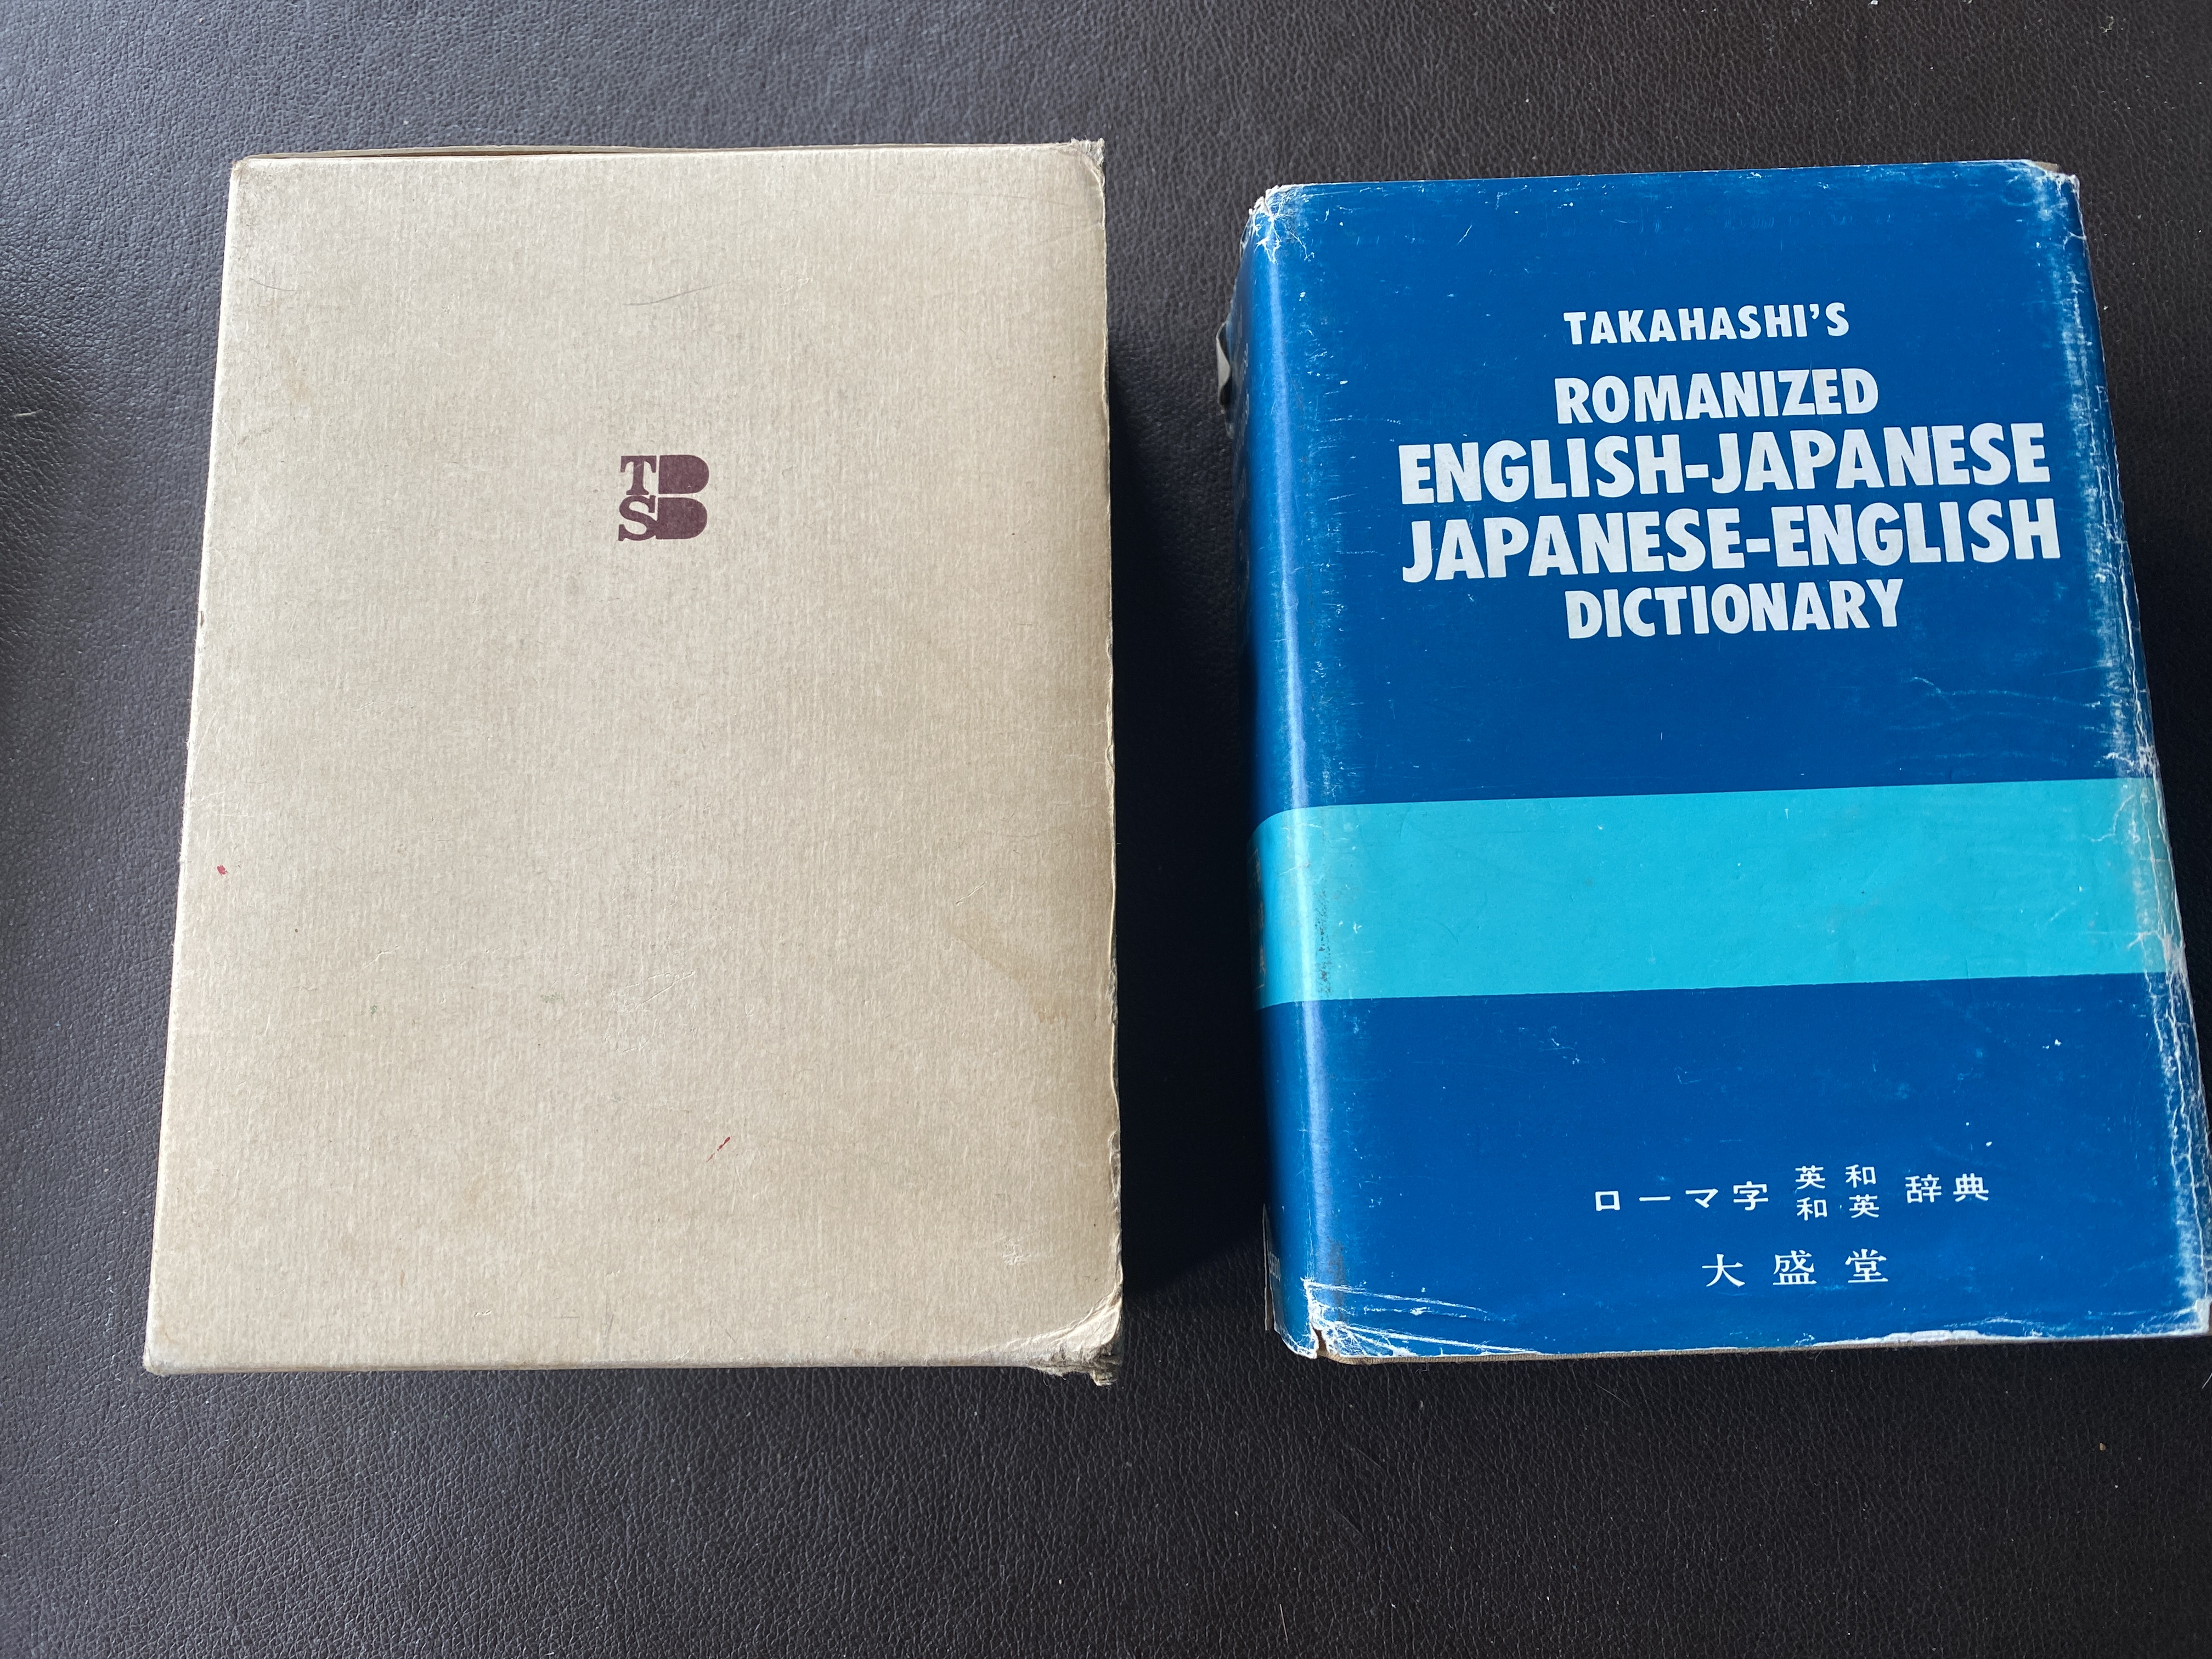 TSB
TAKAHASHI'S
ROMANIZED
ENGLISH-JAPANESE
JAPANESE-ENGLISH
DICTIONARY
ローマ字 英和 辞典
和英
大盛堂